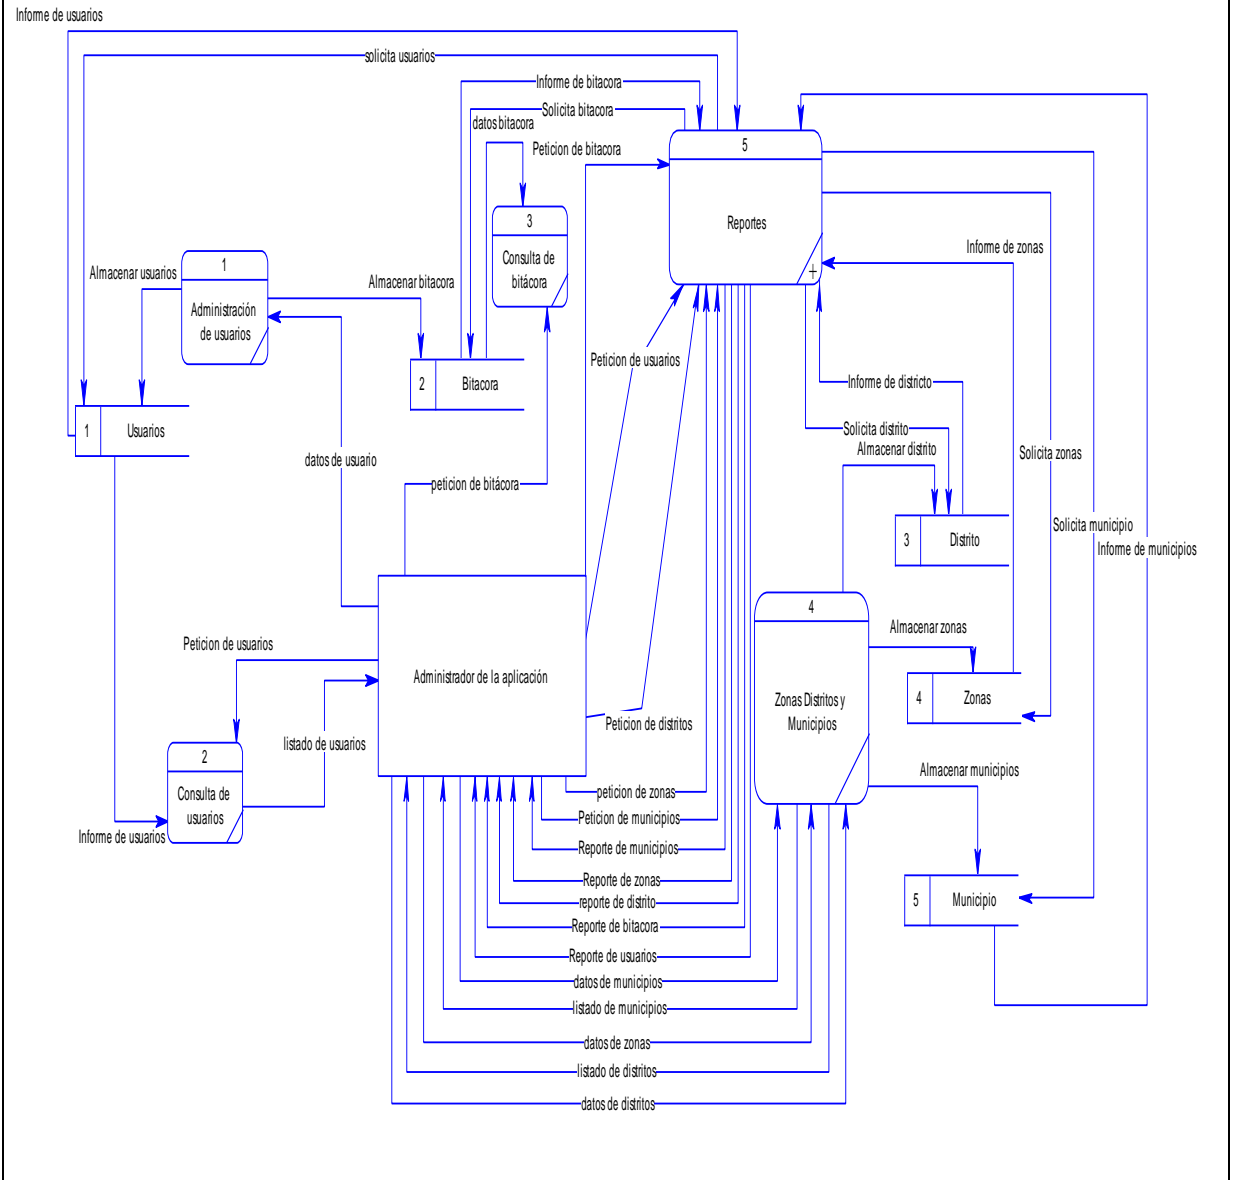 Informe de usuarios
solicita usuarios
Informe de bitacora
Solicita bitacora
datos bitacora
Peticion de bitacora
5
Reportes
3
Consulta de
bitácora
Informe de zonas
1
Administración
de usuarios
Almacenar usuarios
Almacenar bitacora
2
Bitacora
Peticion de usuarios
Informe de districto
1
Usuarios
Solicita distrito
Almacenar distrito
Solicita zonas
datos de usuario
peticion de bitácora
Solicita municipio
3
Distrito
Informe de municipios
4
Zonas Distritos y
Municipios
Almacenar zonas
Peticion de usuarios
Administrador de la aplicación
4
Zonas
Peticion de distritos
listado de usuarios
2
Consulta de
usuarios
Almacenar municipios
peticion de zonas
Peticion de municipios
Informe de usuarios
Reporte de municipios
Reporte de zonas
reporte de distrito
5
Municipio
Reporte de bitacora
Reporte de usuarios
datos de municipios
listado de municipios
datos de zonas
listado de distritos
datos de distritos